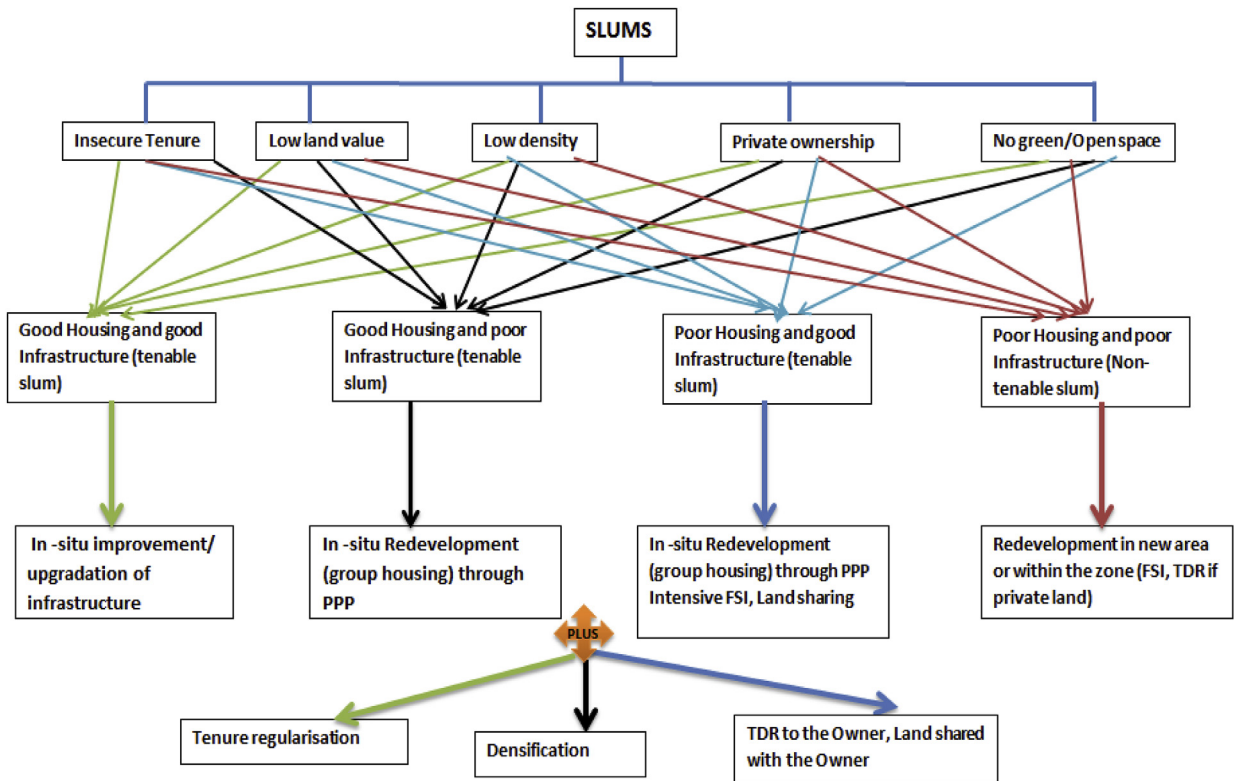 SLUMS
Insecure Tenure
Low land value
Low density
Private ownership
No green/Open space
Good Housing and good
Infrastructure (tenable
slum)
Good Housing and poor
Infrastructure (tenable
slum)
Poor Housing and good
Infrastructure (tenable
slum)
Poor Housing and poor
Infrastructure (Non-
tenable slum)
In -situ improvement/
upgradation of
infrastructure
In -situ Redevelopment
(group housing) through
PPP
In -situ Redevelopment
(group housing) through PPP
Intensive FSI, Land sharing
Redevelopment in new area
or within the zone (FSI, TDR if
private land)
PLUS
Tenure regularisation
Densification
TDR to the Owner, Land shared
with the Owner